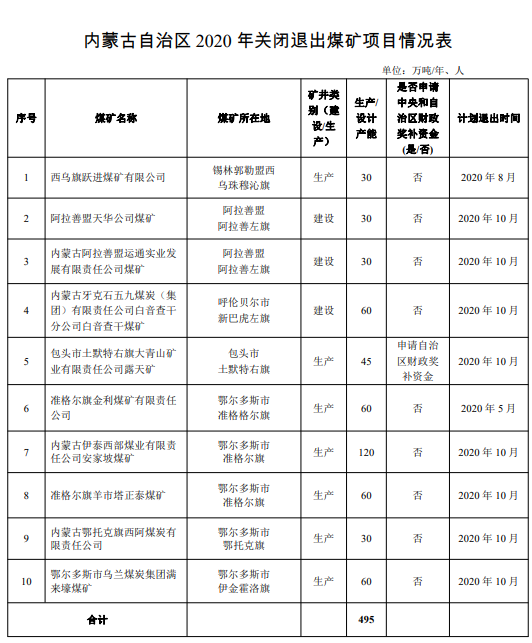 内蒙古自治区 2020 年关闭退出煤矿项目情况表
单位：万吨/年、人
序号 煤矿名称 煤矿所在地 矿井类别（建设/生产） 生产/设计产能 是否申请中央和自治区财政奖补资金(是/否) 计划退出时间
1 西乌旗跃进煤矿有限公司 锡林郭勒盟西乌珠穆沁旗 生产 30 否 2020 年 8 月
2 阿拉善盟天华公司煤矿 阿拉善盟阿拉善左旗 建设 30 否 2020 年 10 月
3 内蒙古阿拉善盟运通实业发展有限责任公司煤矿 阿拉善盟阿拉善左旗 建设 30 否 2020 年 10 月
4 内蒙古牙克石五九煤炭（集团）有限责任公司白音查干分公司白音查干煤矿 呼伦贝尔市新巴虎左旗 建设 60 否 2020 年 10 月
5 包头市土默特右旗大青山矿业有限责任公司露天矿 包头市土默特右旗 生产 45 申请自治区财政奖补资金 2020 年 10 月
6 准格尔旗金利煤矿有限责任公司 鄂尔多斯市准格格尔旗 生产 60 否 2020 年 5 月
7 内蒙古伊泰西部煤业有限责任公司安家坡煤矿 鄂尔多斯市准格尔旗 生产 120 否 2020 年 10 月
8 准格尔旗羊市塔正泰煤矿 鄂尔多斯市准格尔旗 生产 60 否 2020 年 10 月
9 内蒙古鄂托克旗西阿煤炭有限责任公司 鄂尔多斯市鄂托克旗 生产 30 否 2020 年 10 月
10 鄂尔多斯市乌兰煤炭集团满来壕煤矿 鄂尔多斯市伊金霍洛旗 生产 60 否 2020 年 10 月
合计 495